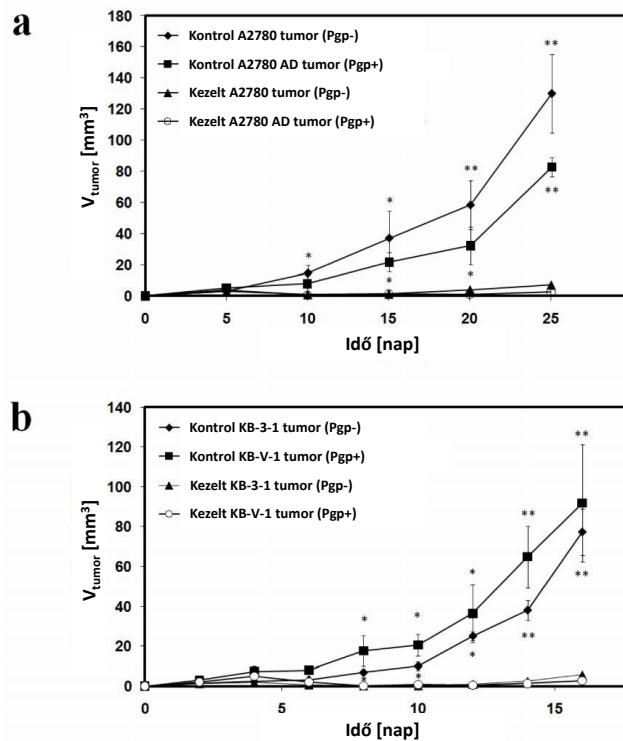 a
180
160
140
120
100
80
60
40
20
0
V_tumor [mm³]
Kontrol A2780 tumor (Pgp-)
Kontrol A2780 AD tumor (Pgp+)
Kezelt A2780 tumor (Pgp-)
Kezelt A2780 AD tumor (Pgp+)
**
**
**
*
*
*
*
*
0 5 10 15 20 25
Idő [nap]
b
140
120
100
80
60
40
20
0
V_tumor [mm³]
Kontrol KB-3-1 tumor (Pgp-)
Kontrol KB-V-1 tumor (Pgp+)
Kezelt KB-3-1 tumor (Pgp-)
Kezelt KB-V-1 tumor (Pgp+)
**
**
**
**
*
*
*
*
*
*
0 5 10 15
Idő [nap]